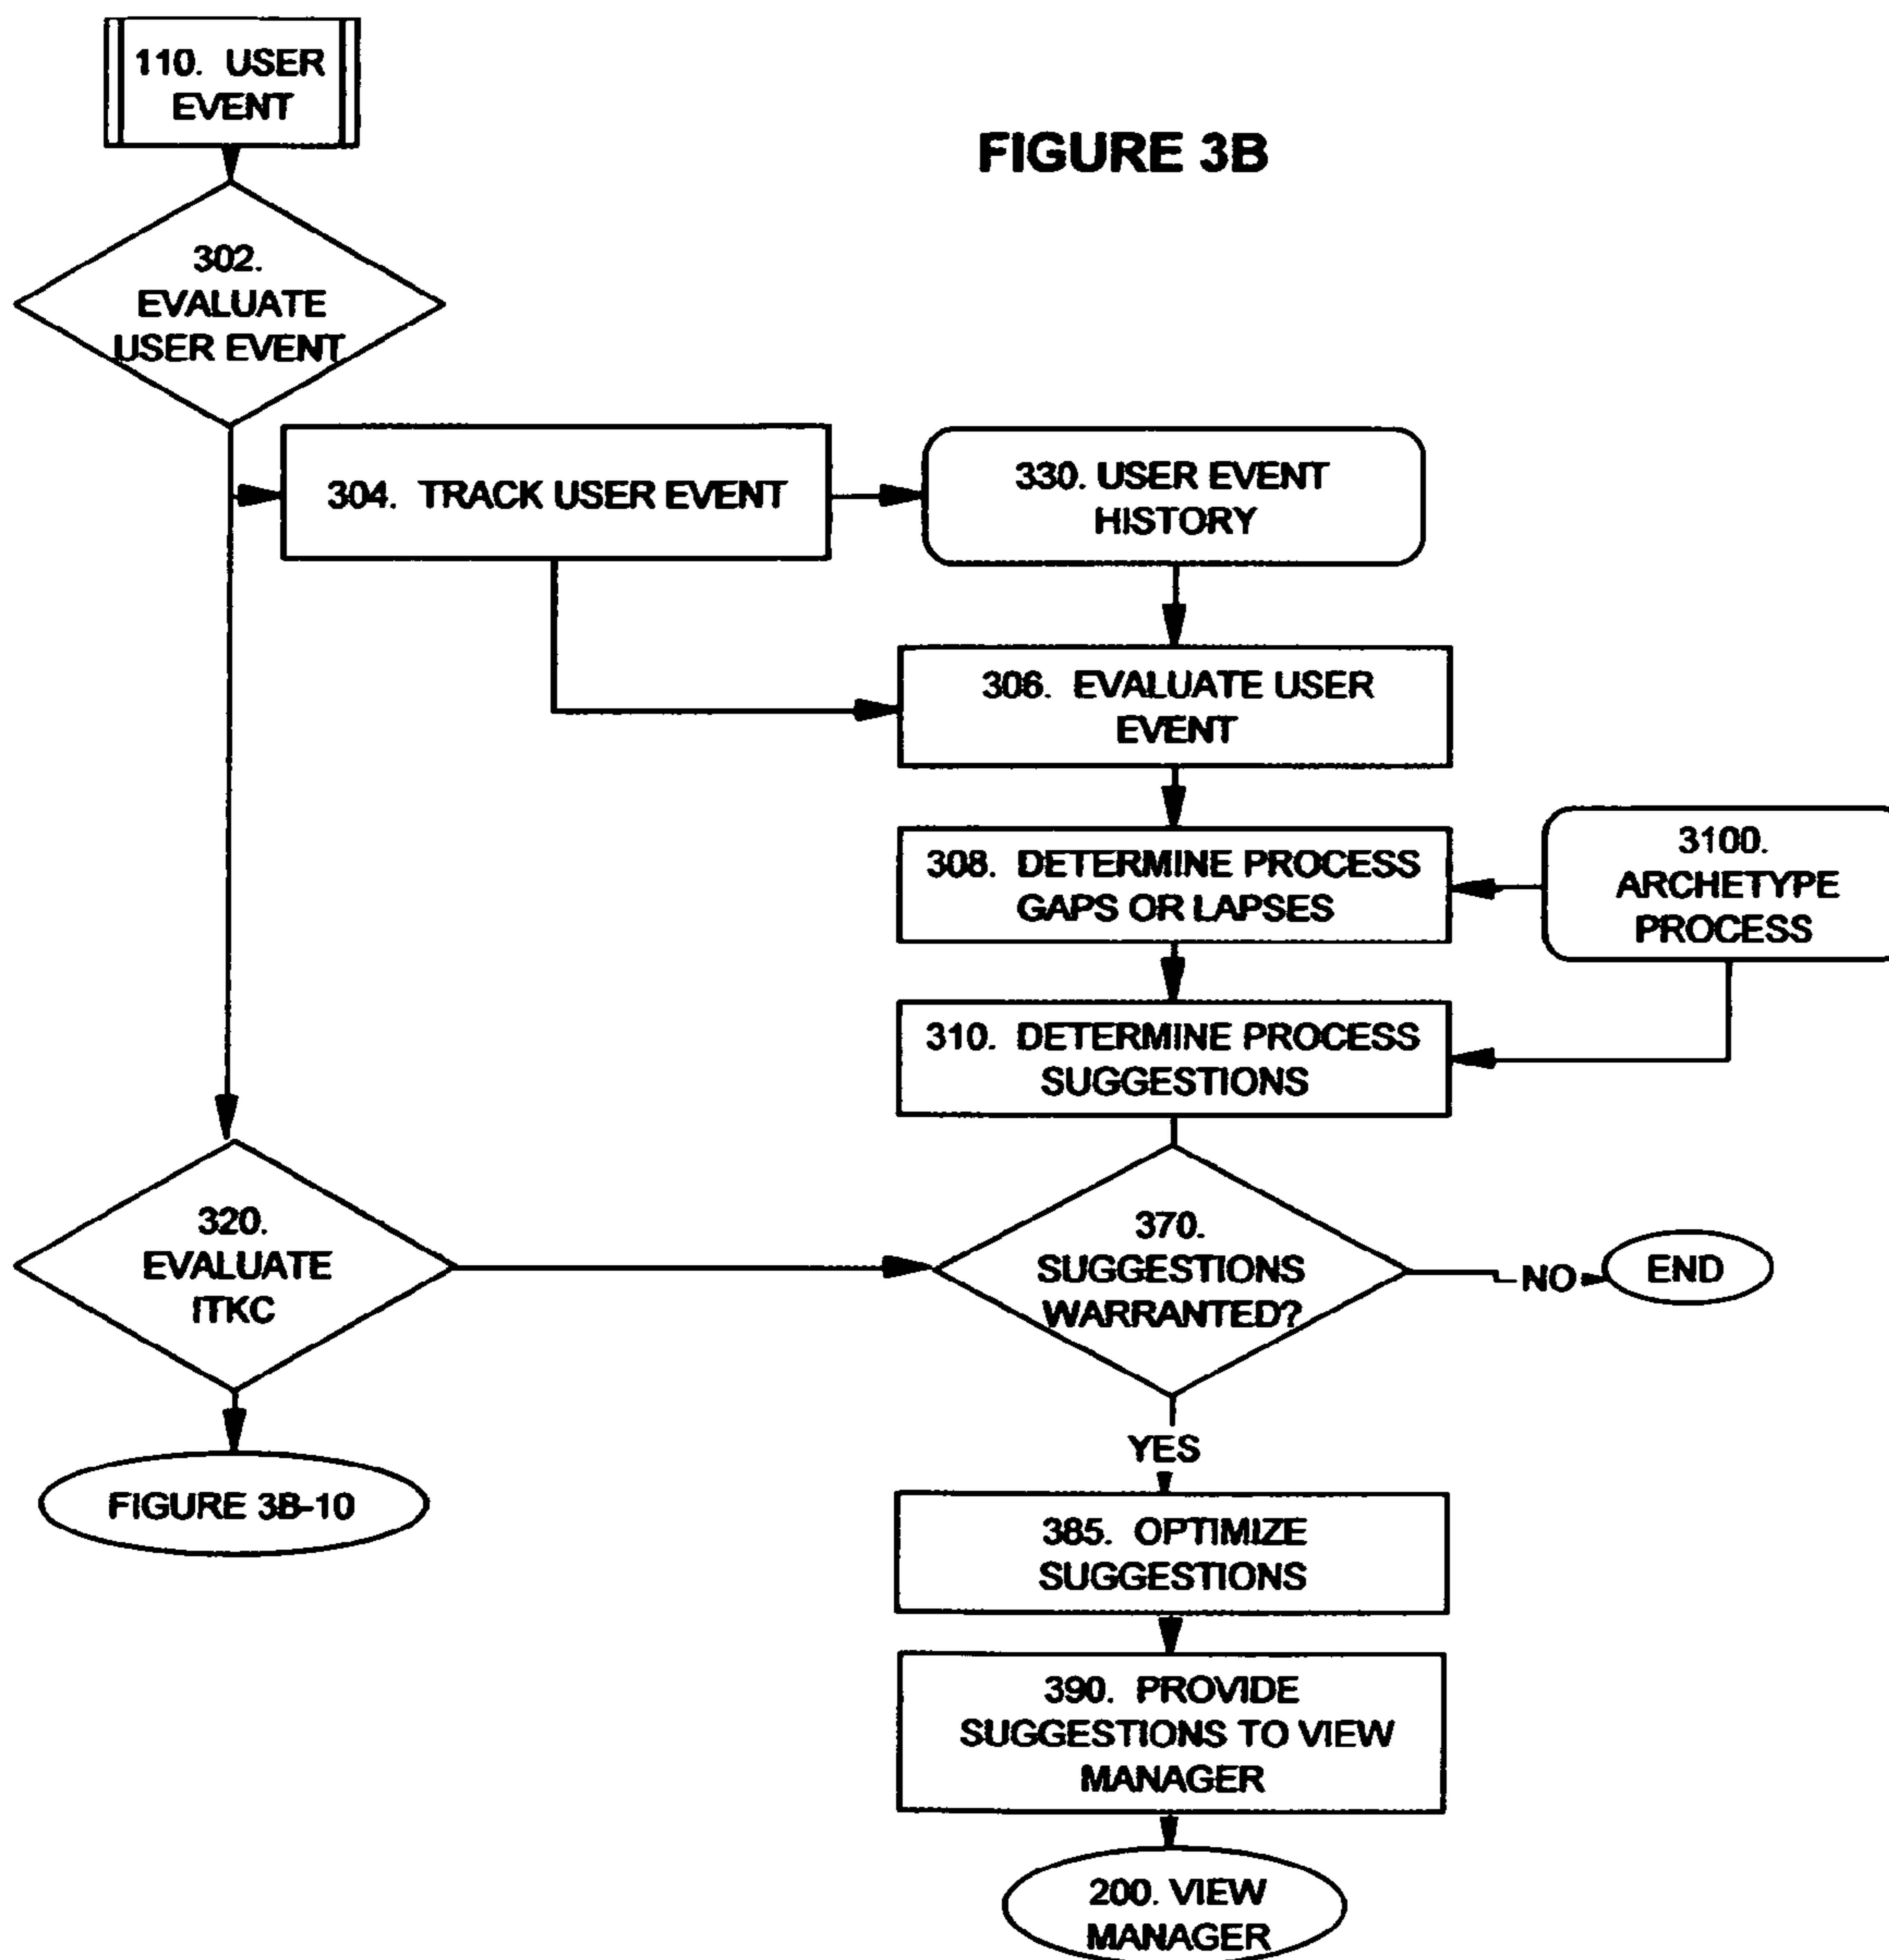 110. USER
EVENT
FIGURE 3B
302.
EVALUATE
USER EVENT
304. TRACK USER EVENT
330. USER EVENT
HISTORY
306. EVALUATE USER
EVENT
308. DETERMINE PROCESS
GAPS OR LAPSES
3100.
ARCHETYPE
PROCESS
310. DETERMINE PROCESS
SUGGESTIONS
320.
EVALUATE
ITKC
370.
SUGGESTIONS
WARRANTED?
NO
END
YES
FIGURE 3B-10
385. OPTIMIZE
SUGGESTIONS
390. PROVIDE
SUGGESTIONS TO VIEW
MANAGER
200. VIEW
MANAGER